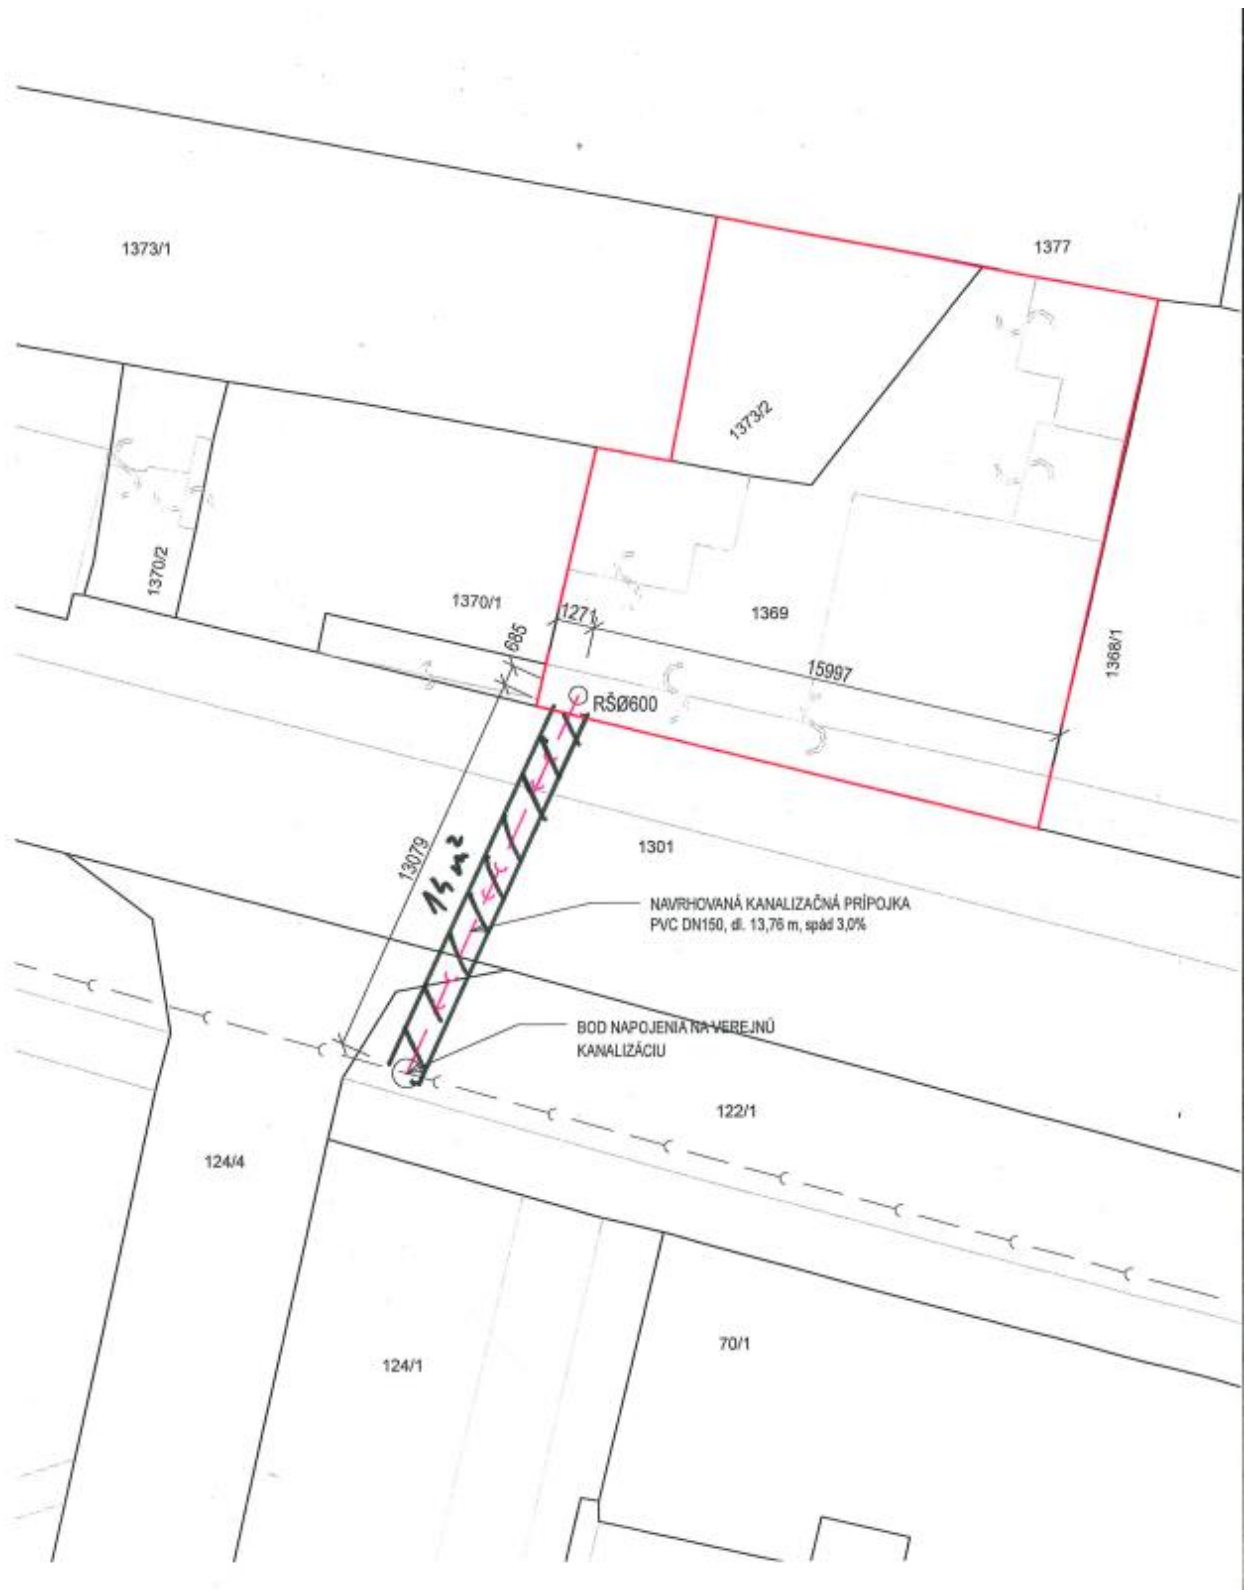 1373/1
1377
1373/2
1370/2
1370/1
1271
1369
685
15997
1368/1
RŠØ600
13079
14 m²
1301
NAVRHOVANÁ KANALIZAČNÁ PRÍPOJKA
PVC DN150, dl. 13,76 m, spád 3,0%
BOD NAPOJENIA NA VEREJNÚ
KANALIZÁCIU
122/1
124/4
124/1
70/1